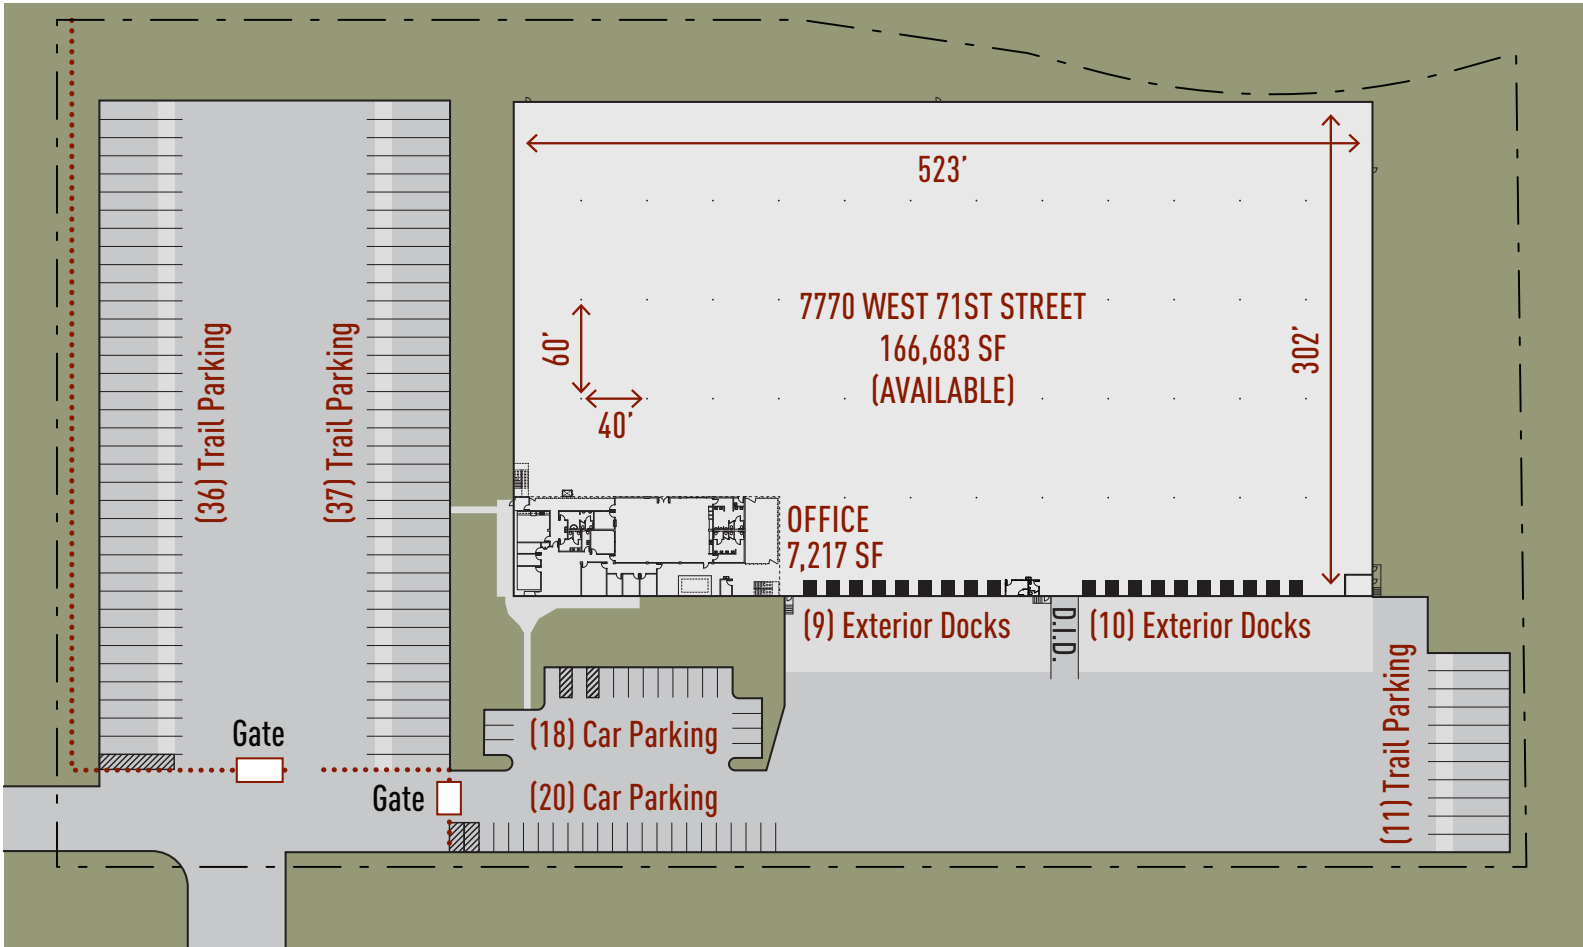 523’
7770 WEST 71ST STREET
166,683 SF
(AVAILABLE)
60’
40’
302’
(36) Trail Parking
(37) Trail Parking
OFFICE
7,217 SF
(9) Exterior Docks
D.I.D.
(10) Exterior Docks
(11) Trail Parking
Gate
(18) Car Parking
Gate
(20) Car Parking